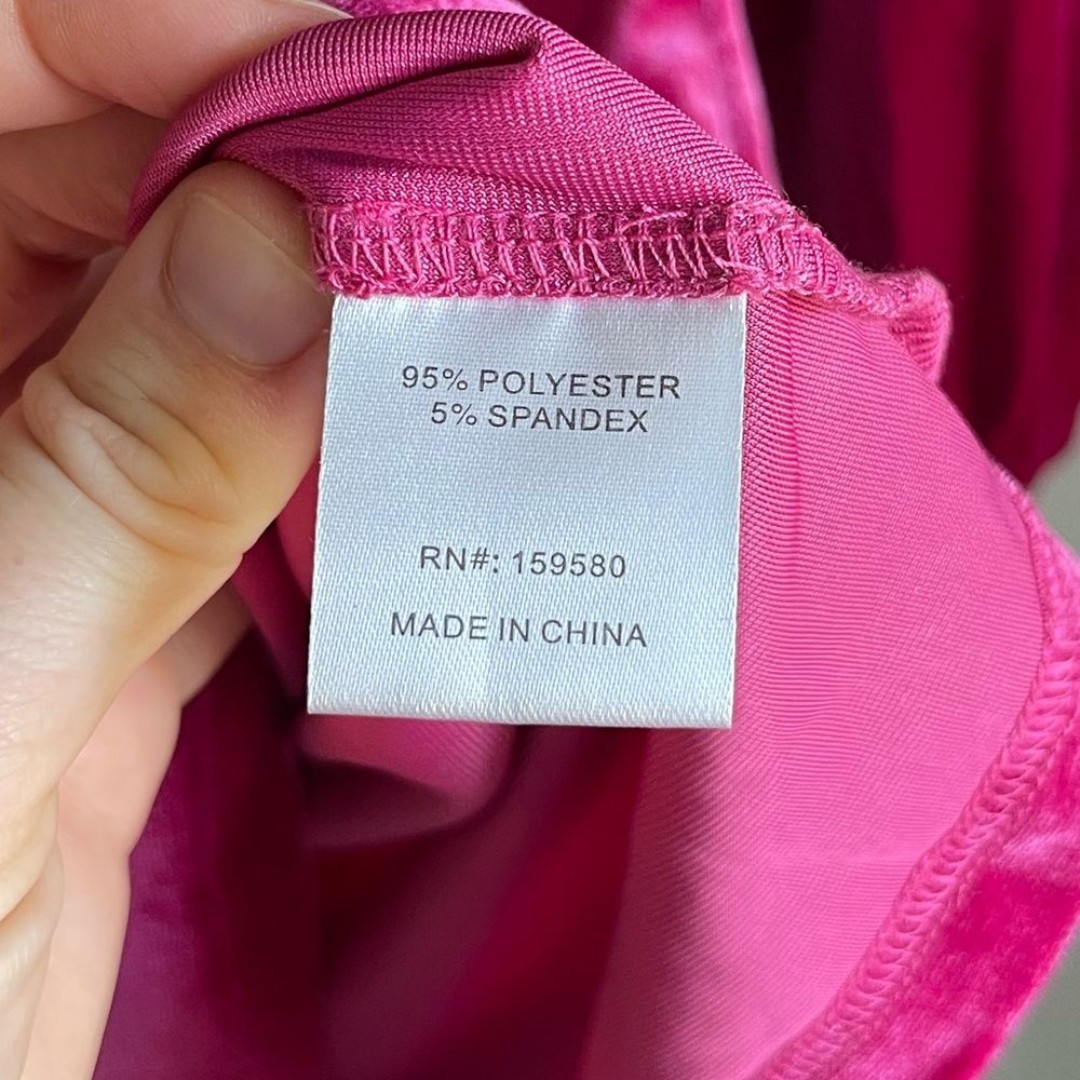 95% POLYESTER
5% SPANDEX
RN#: 159580
MADE IN CHINA